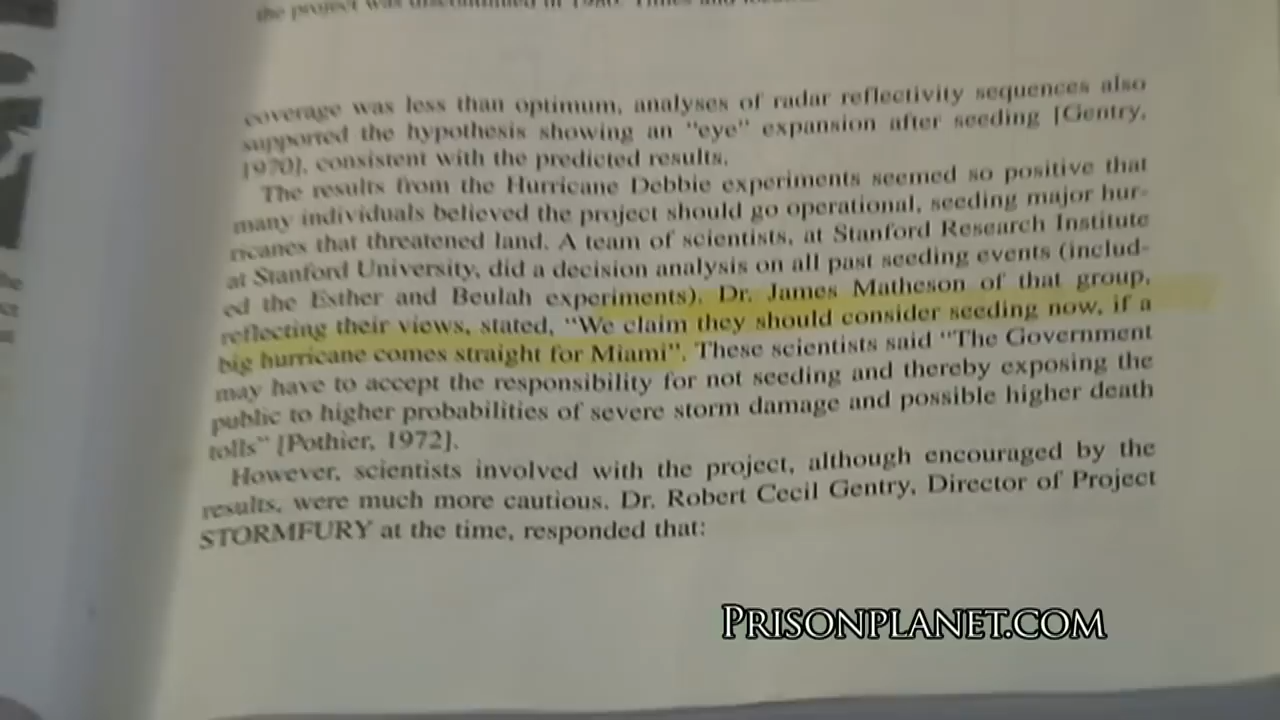 the project was discontinued in 1980. Times and
coverage was less than optimum, analyses of radar reflectivity sequences also
supported the hypothesis showing an "eye" expansion after seeding [Gentry,
1970], consistent with the predicted results.
The results from the Hurricane Debbie experiments seemed so positive that
many individuals believed the project should go operational, seeding major hur-
ricanes that threatened land. A team of scientists, at Stanford Research Institute
at Stanford University, did a decision analysis on all past seeding events (includ-
ed the Esther and Beulah experiments). Dr. James Matheson of that group,
reflecting their views, stated, "We claim they should consider seeding now, if a
big hurricane comes straight for Miami". These scientists said "The Government
may have to accept the responsibility for not seeding and thereby exposing the
public to higher probabilities of severe storm damage and possible higher death
tolls" [Pothier, 1972].
However, scientists involved with the project, although encouraged by the
results, were much more cautious. Dr. Robert Cecil Gentry, Director of Project
STORMFURY at the time, responded that:
PRISONPLANET.COM